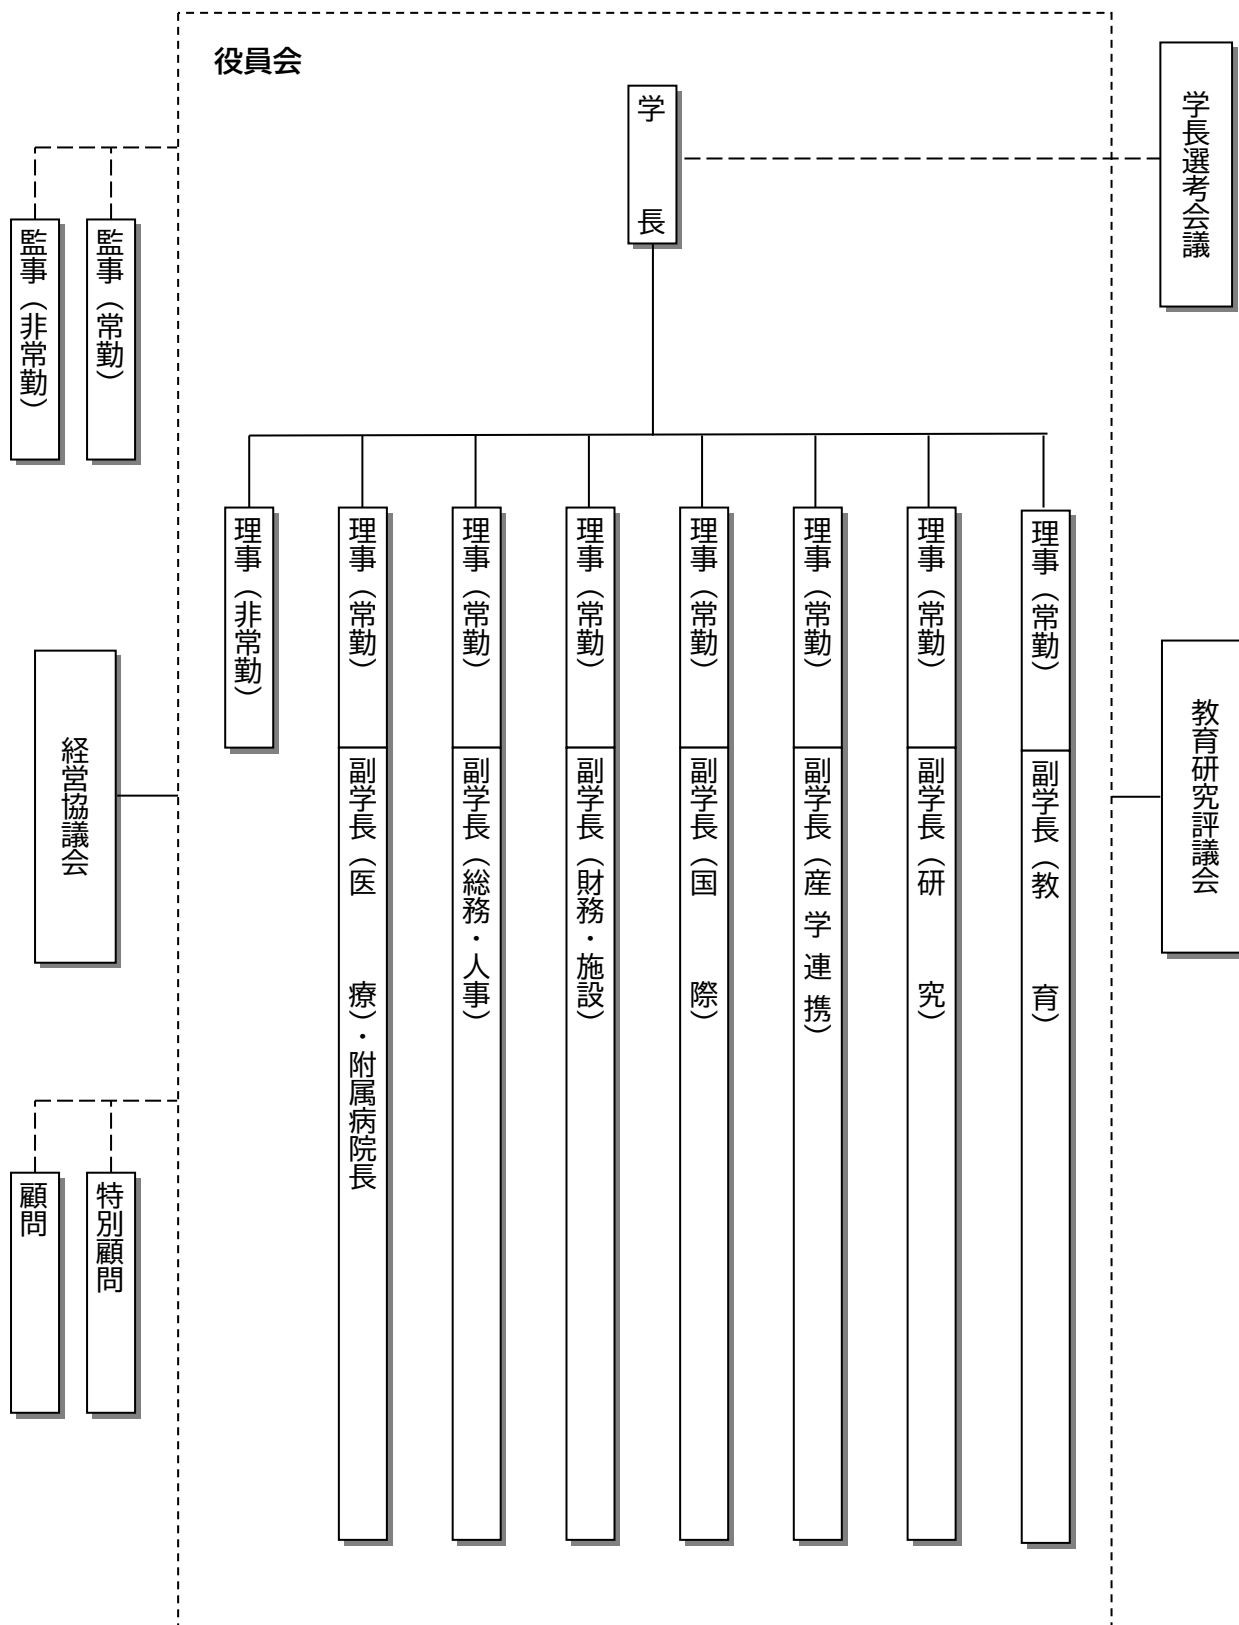 役員会
学長
学長選考会議
監事（常勤）
監事（非常勤）
理事（常勤）
副学長（教育）
理事（常勤）
副学長（研究）
理事（常勤）
副学長（産学連携）
理事（常勤）
副学長（国際）
理事（常勤）
副学長（財務・施設）
理事（常勤）
副学長（総務・人事）
理事（常勤）
副学長（医療）・附属病院長
理事（非常勤）
教育研究評議会
経営協議会
特別顧問
顧問